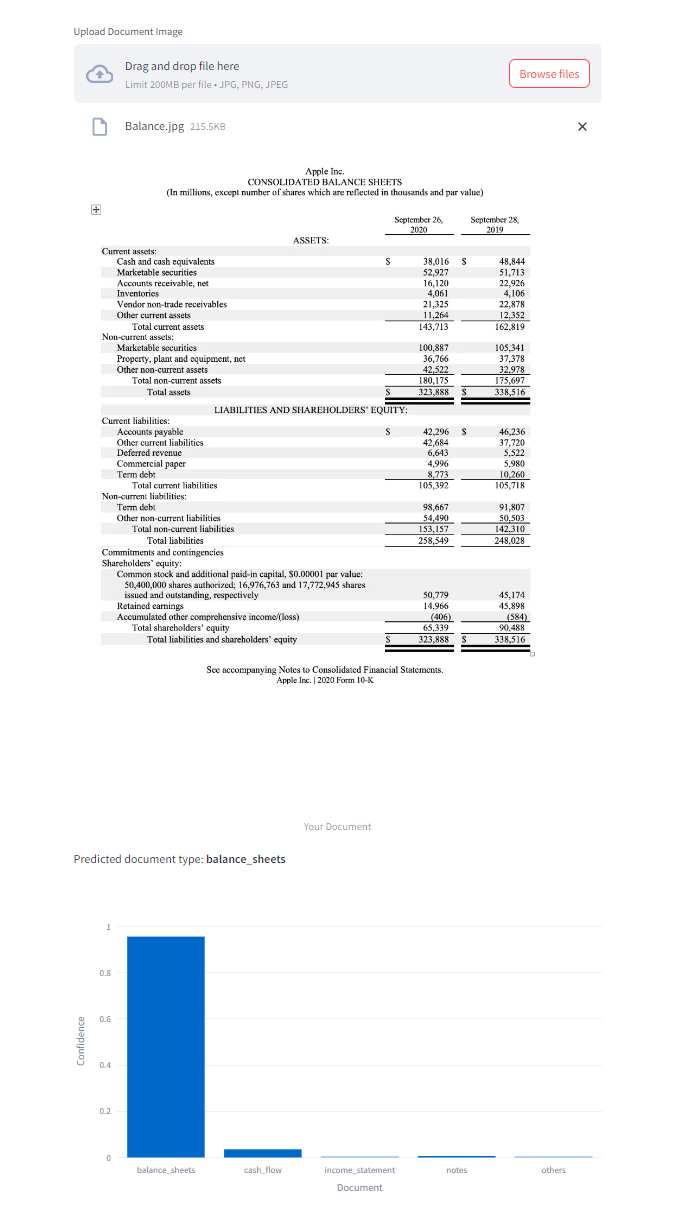 Upload Document Image
Drag and drop file here
Limit 200MB per file • JPG, PNG, JPEG
Browse files
Balance.jpg 215.5KB
Apple Inc.
CONSOLIDATED BALANCE SHEETS
(In millions, except number of shares which are reflected in thousands and par value)
September 26, 2020 September 28, 2019
ASSETS:
Current assets:
Cash and cash equivalents $ 38,016 $ 48,844
Marketable securities 52,927 51,713
Accounts receivable, net 16,120 22,926
Inventories 4,061 4,106
Vendor non-trade receivables 21,325 22,878
Other current assets 11,264 12,352
Total current assets 143,713 162,819
Non-current assets:
Marketable securities 100,887 105,341
Property, plant and equipment, net 36,766 37,378
Other non-current assets 42,522 32,978
Total non-current assets 180,175 175,697
Total assets $ 323,888 $ 338,516
LIABILITIES AND SHAREHOLDERS' EQUITY:
Current liabilities:
Accounts payable $ 42,296 $ 46,236
Other current liabilities 42,684 37,720
Deferred revenue 6,643 5,522
Commercial paper 4,996 5,980
Term debt 8,773 10,260
Total current liabilities 105,392 105,718
Non-current liabilities:
Term debt 98,667 91,807
Other non-current liabilities 54,490 50,503
Total non-current liabilities 153,157 142,310
Total liabilities 258,549 248,028
Commitments and contingencies
Shareholders' equity:
Common stock and additional paid-in capital, $0.00001 par value:
50,400,000 shares authorized; 16,976,763 and 17,772,945 shares
issued and outstanding, respectively 50,779 45,174
Retained earnings 14,966 45,898
Accumulated other comprehensive income/(loss) (406) (584)
Total shareholders' equity 65,339 90,488
Total liabilities and shareholders' equity $ 323,888 $ 338,516
See accompanying Notes to Consolidated Financial Statements.
Apple Inc. | 2020 Form 10-K
Your Document
Predicted document type: balance_sheets
1
0.8
0.6
0.4
0.2
0
Confidence
balance_sheets cash_flow income_statement notes others
Document